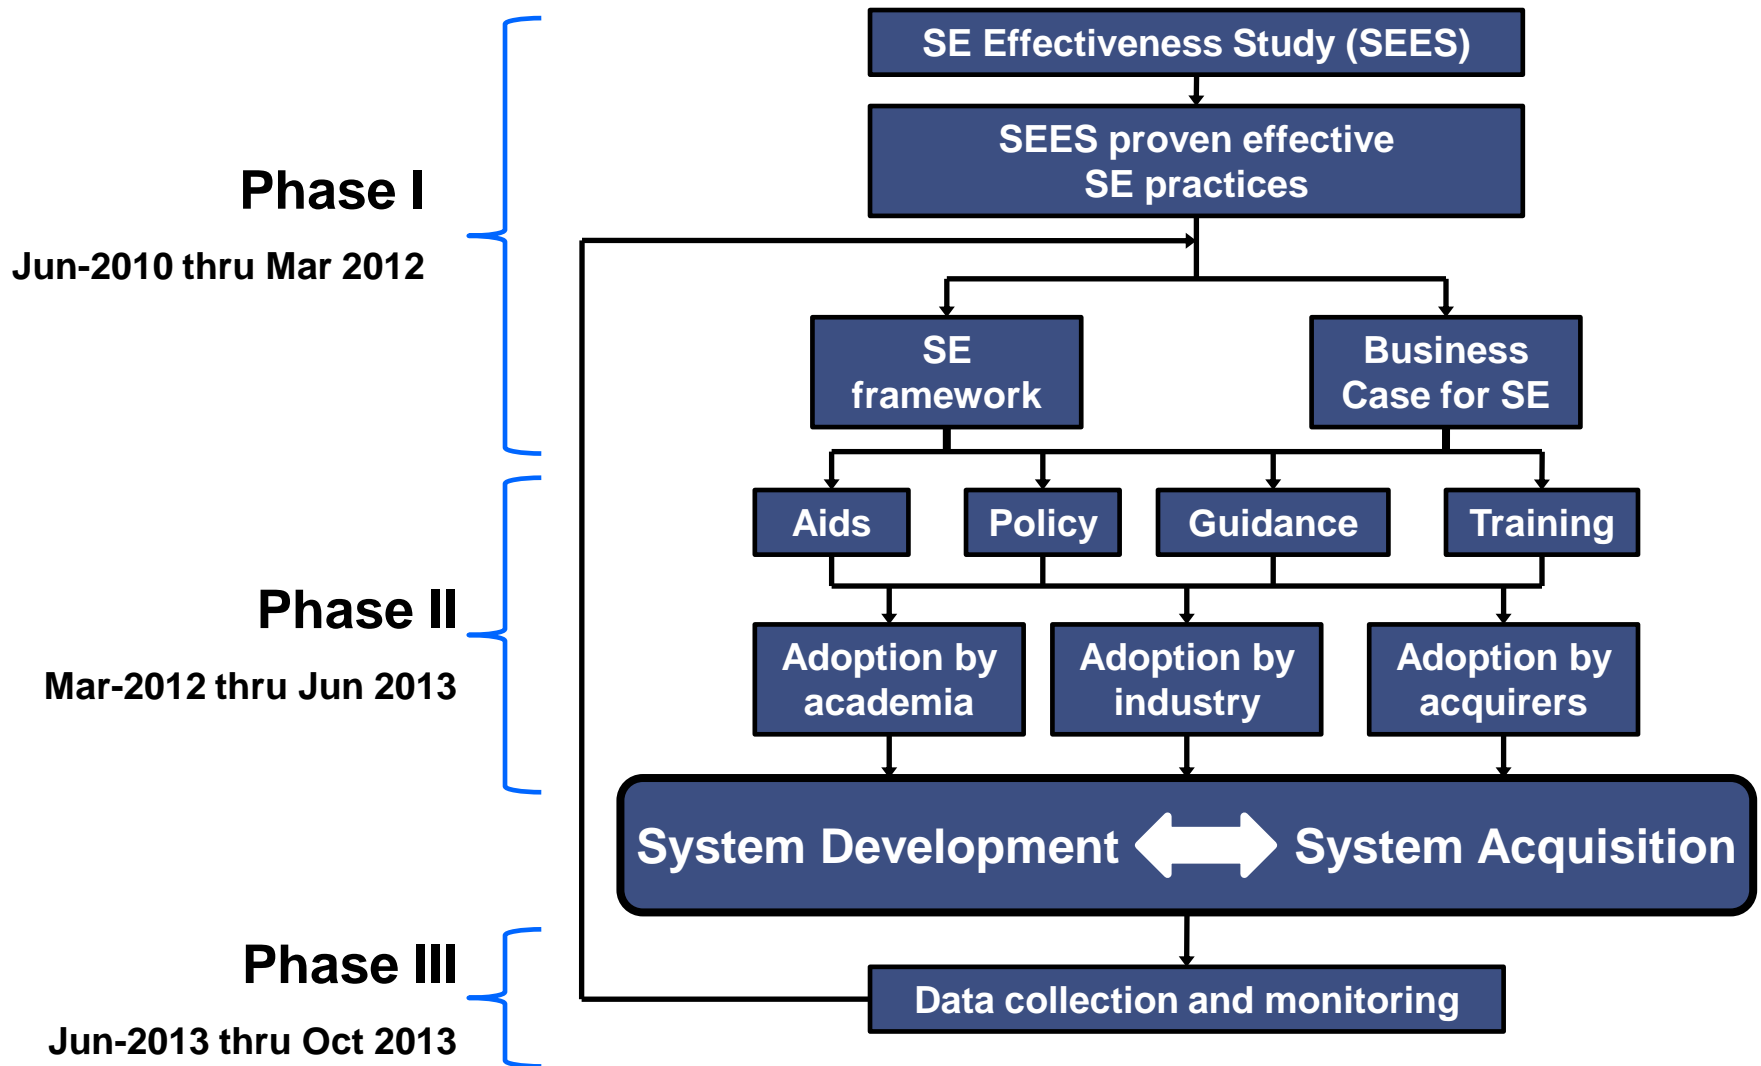 SE Effectiveness Study (SEES)
SEES proven effective
SE practices
Phase I
Jun-2010 thru Mar 2012
SE
framework
Business
Case for SE
Aids
Policy
Guidance
Training
Phase II
Mar-2012 thru Jun 2013
Adoption by
academia
Adoption by
industry
Adoption by
acquirers
System Development
System Acquisition
Phase III
Jun-2013 thru Oct 2013
Data collection and monitoring